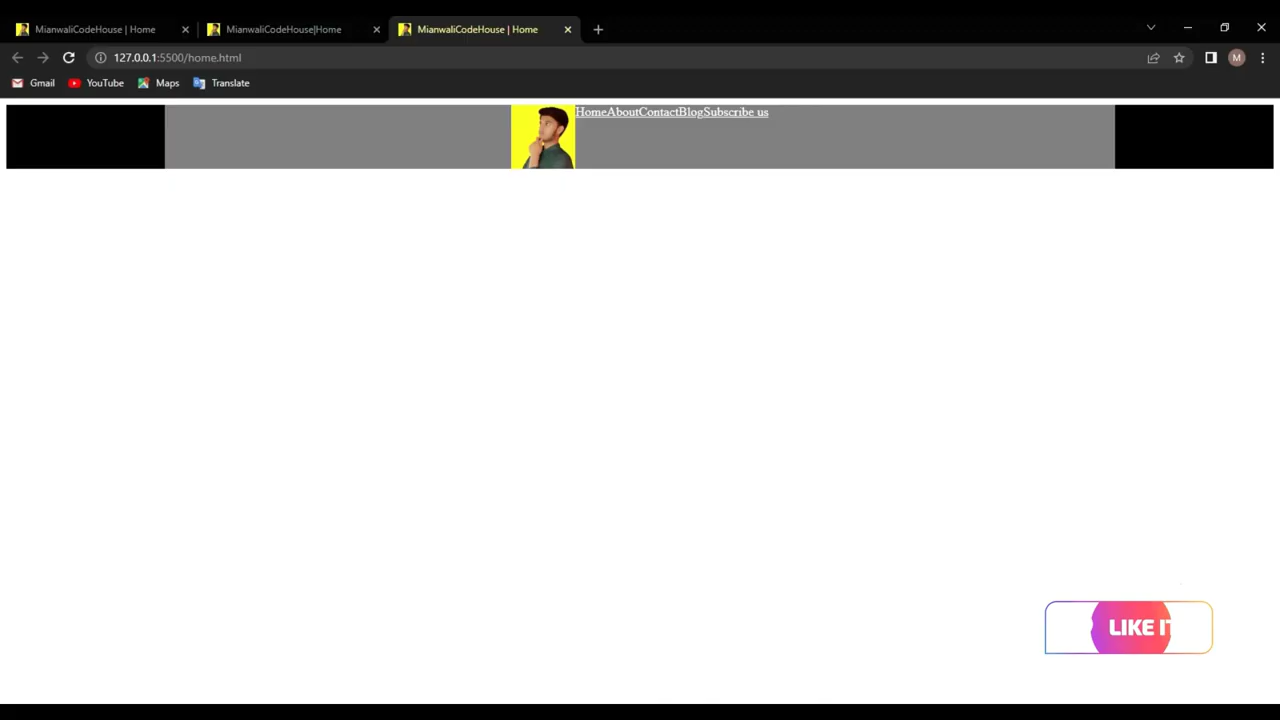 MianwaliCodeHouse | Home
MianwaliCodeHouse|Home
MianwaliCodeHouse | Home
127.0.0.1:5500/home.html
M
Gmail
YouTube
Maps
Translate
HomeAboutContactBlogSubscribe us
LIKE IT